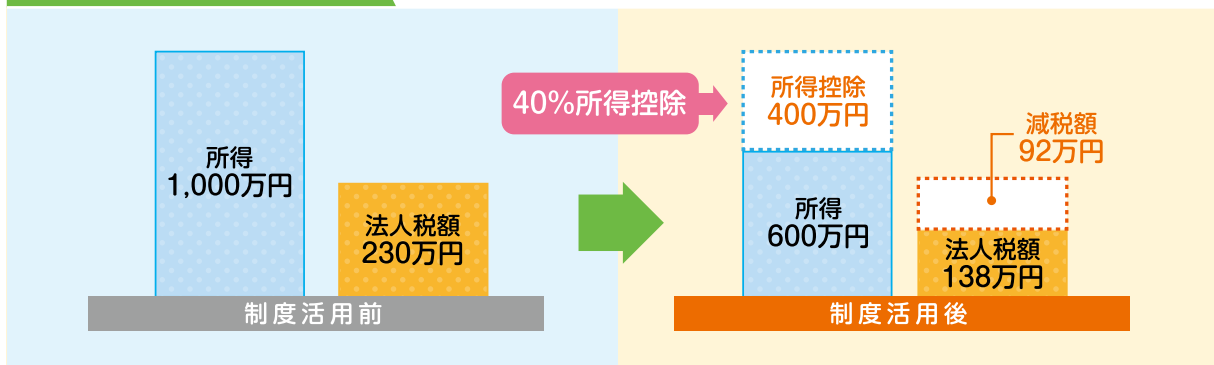 所得
1,000万円
法人税額
230万円
制度活用前
40%所得控除
所得控除
400万円
減税額
92万円
所得
600万円
法人税額
138万円
制度活用後